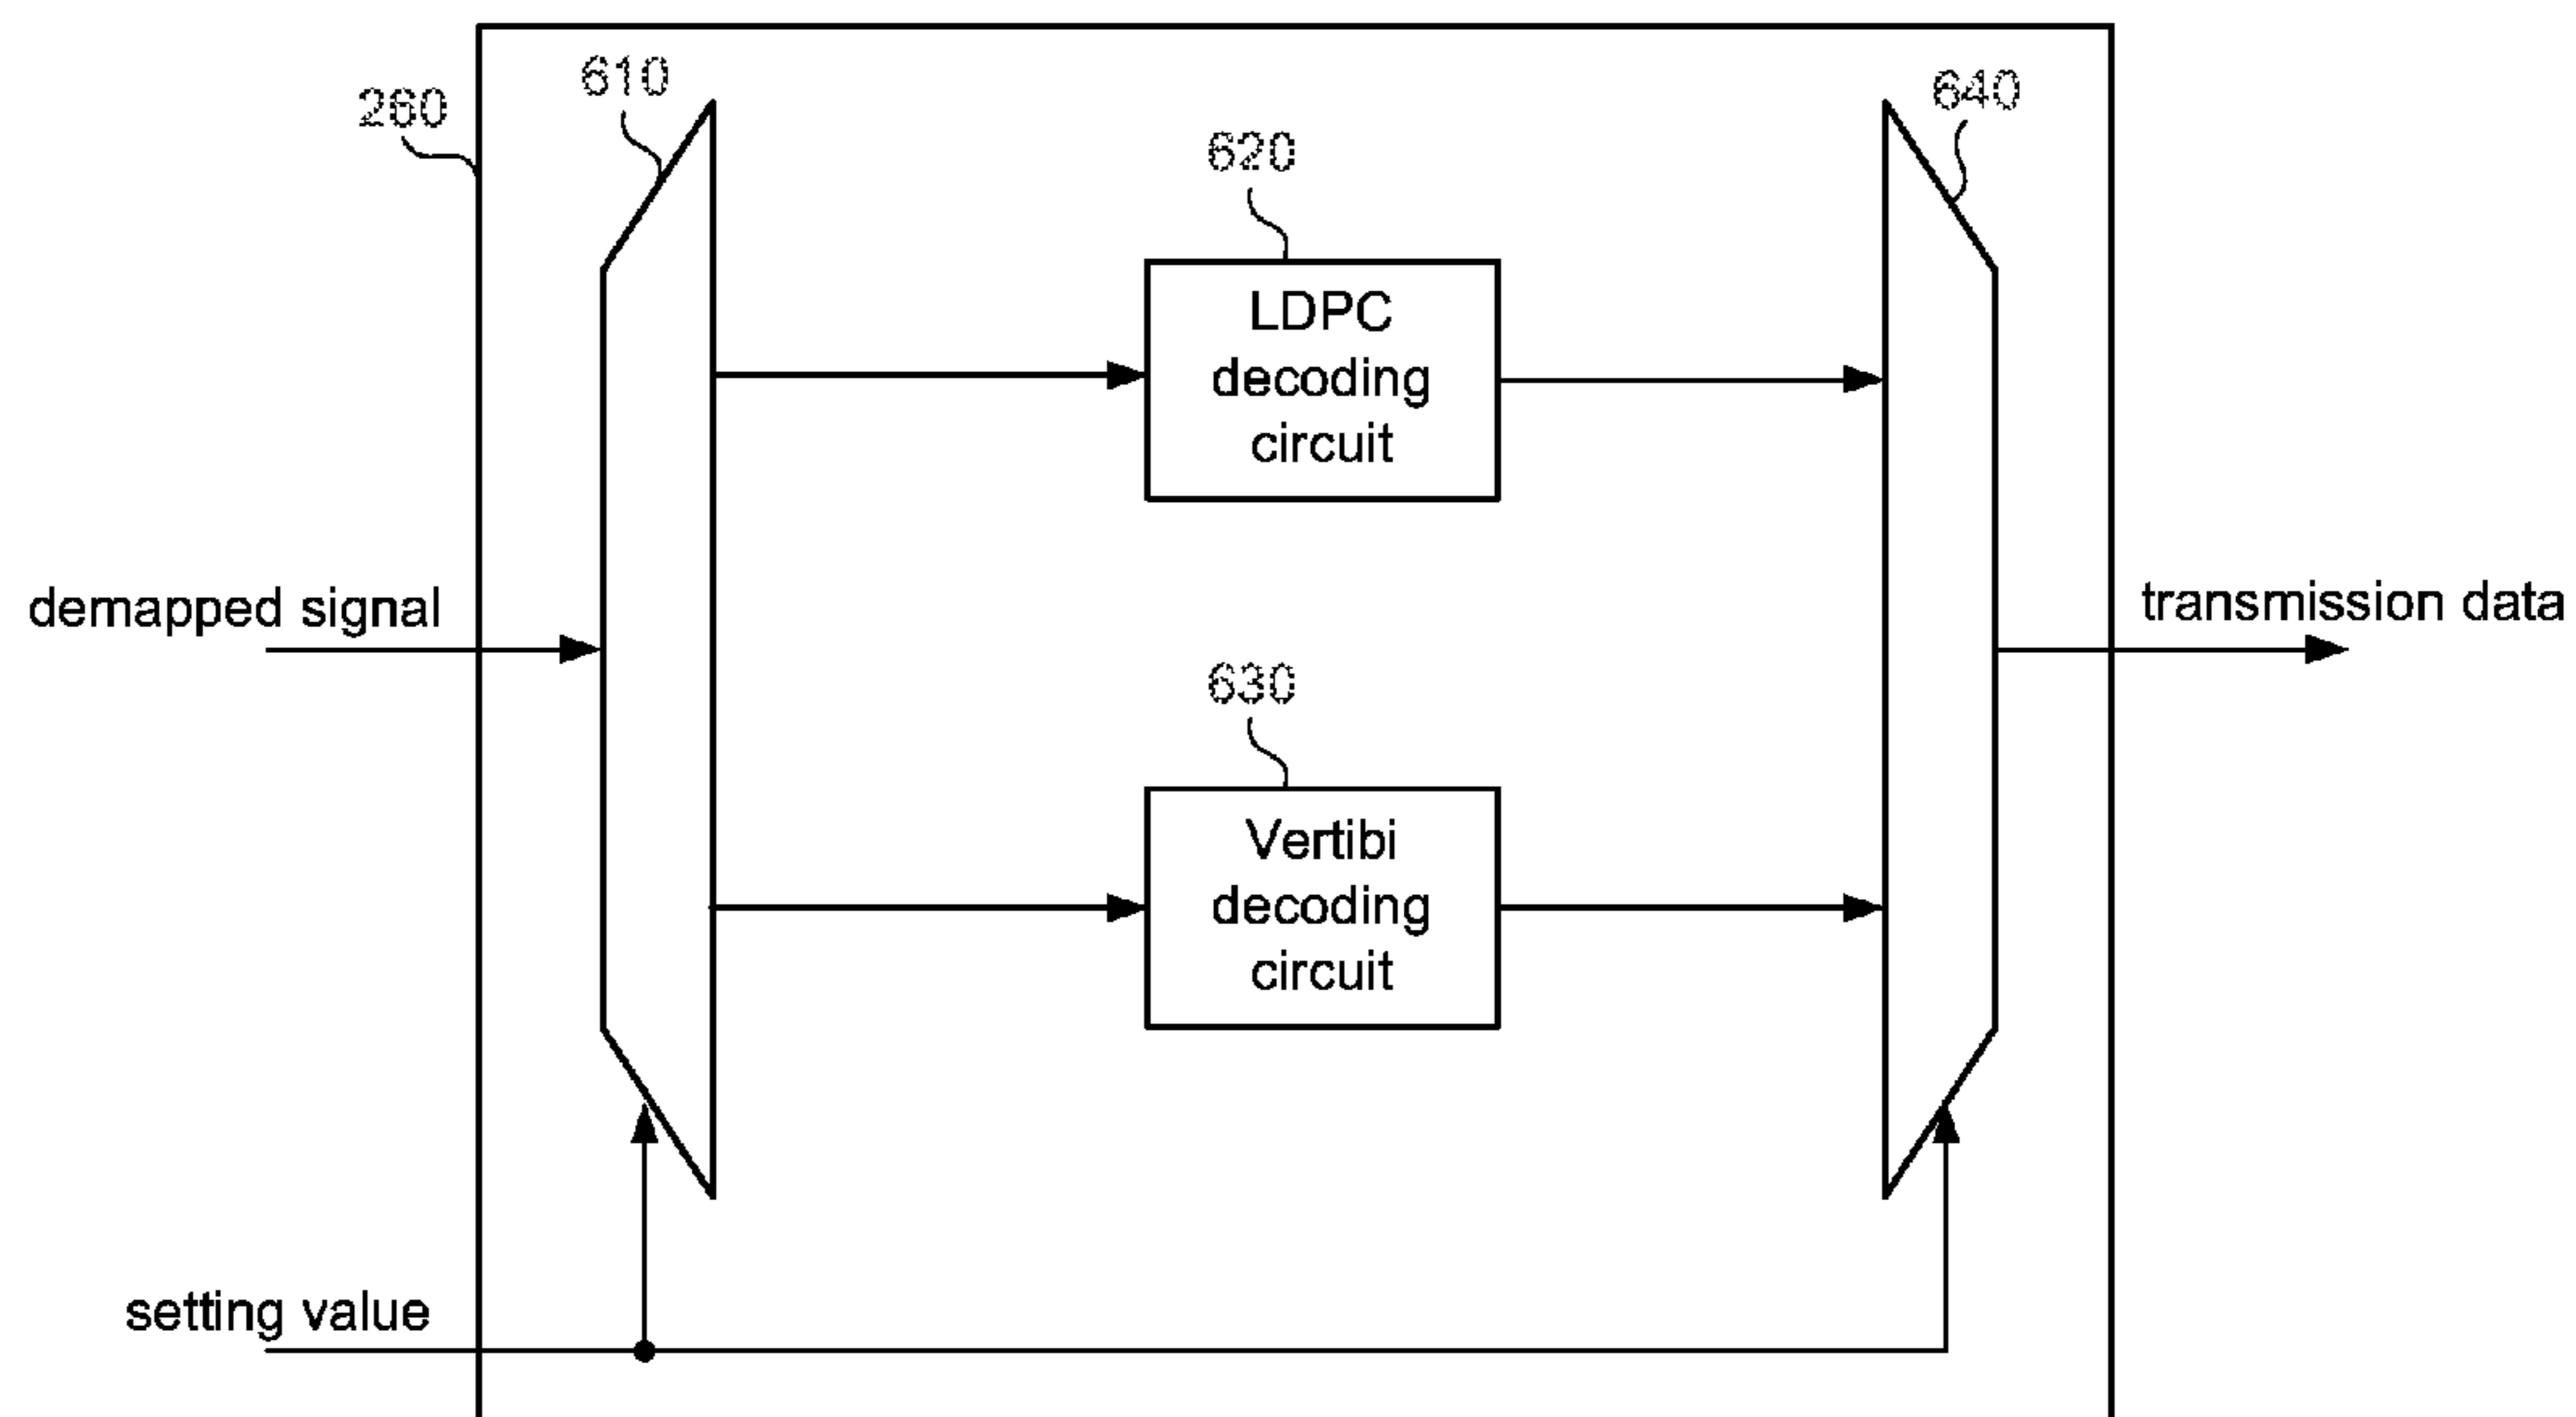 260
610
640
620
LDPC
decoding
circuit
demapped signal
transmission data
630
Vertibi
decoding
circuit
setting value